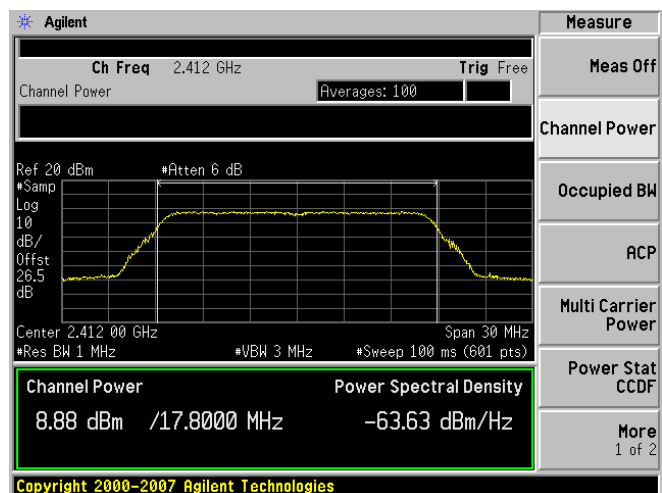 Agilent
Measure
Ch Freq 2.412 GHz Trig Free
Channel Power Averages: 100
Ref 20 dBm #Atten 6 dB
#Samp
Log
10
dB/
Offst
26.5
dB
Center 2.412 00 GHz Span 30 MHz
#Res BW 1 MHz #VBW 3 MHz #Sweep 100 ms (601 pts)
Channel Power Power Spectral Density
8.88 dBm /17.8000 MHz -63.63 dBm/Hz
Copyright 2000-2007 Agilent Technologies
Meas Off
Channel Power
Occupied BW
ACP
Multi Carrier
Power
Power Stat
CCDF
More
1 of 2